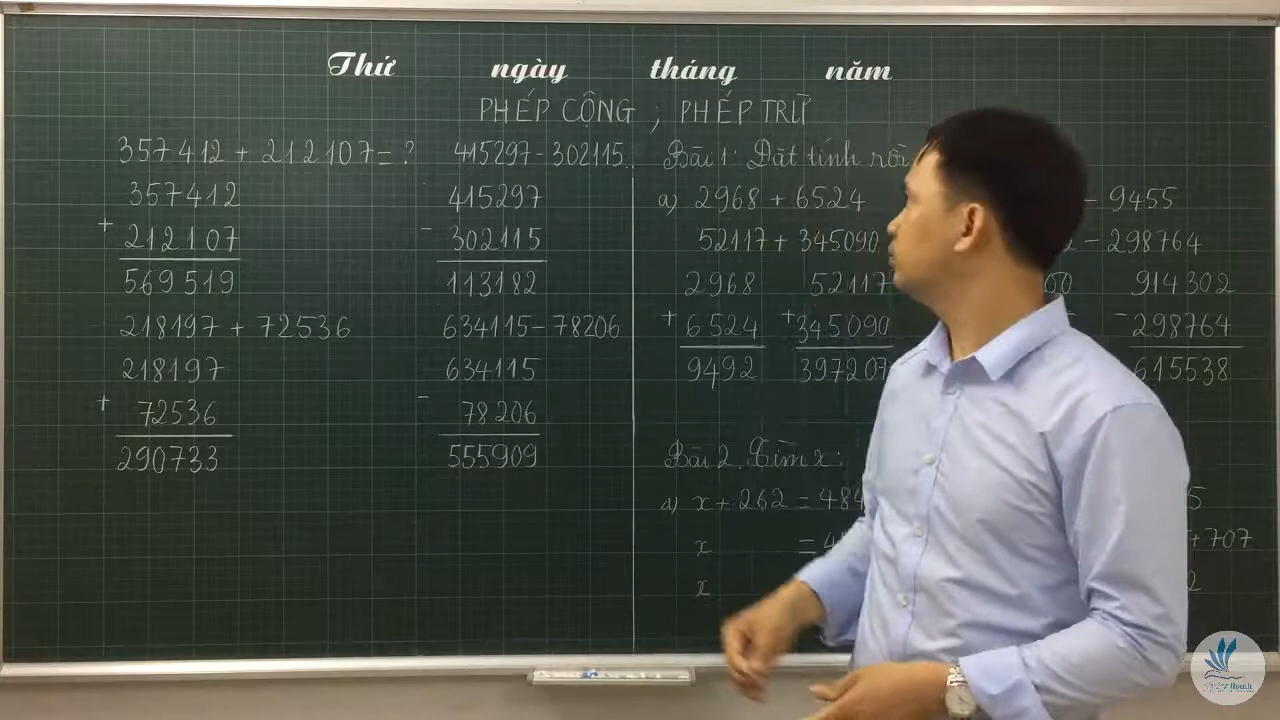 Thứ ngày tháng năm
PHÉP CỘNG ; PHÉP TRỪ
357412 + 212107 = ?
357412
+
212107
569519
218197 + 72536
218197
+
72536
290733
415297 - 302115
415297
-
302115
113182
634115 - 78206
634115
-
78206
555909
Bài 1: Đặt tính rồi
a) 2968 + 6524
- 9455
52117 + 345090
- 298764
2968
52117
914302
+ 6524
+ 345090
- 298764
9492
397207
615538
Bài 2. Tìm x:
a) x + 262 = 484
x =
+ 707
x